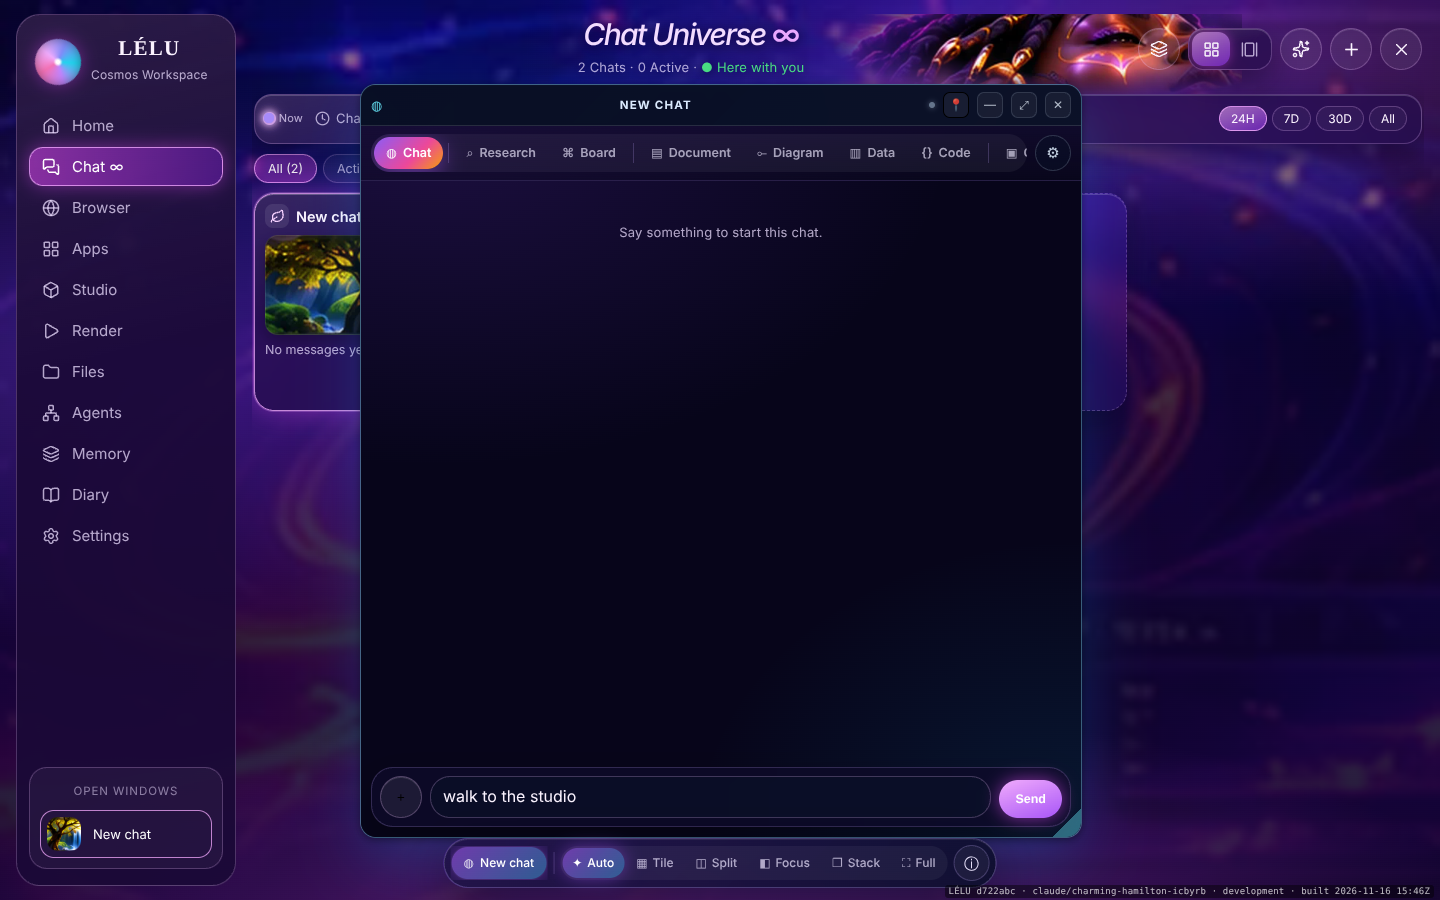 LÉLU
Cosmos Workspace
Home
Chat ∞
Browser
Apps
Studio
Render
Files
Agents
Memory
Diary
Settings
OPEN WINDOWS
New chat
Chat Universe ∞
2 Chats · 0 Active · Here with you
Now
24H 7D 30D All
All (2)
New chat
NEW CHAT
Chat Research Board Document Diagram Data {} Code
Say something to start this chat.
No messages
walk to the studio
Send
New chat Auto Tile Split Focus Stack Full
LÉLU d722abc · claude/charming-hamilton-icbyrb · development · built 2026-11-16 15:46Z